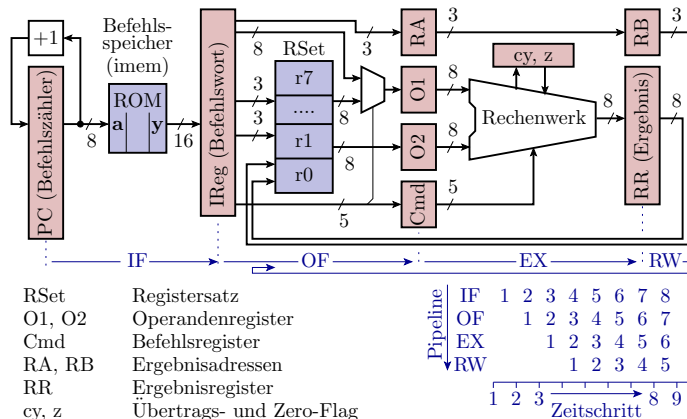 +1
Befehls-
speicher
(imem)
PC (Befehlszähler)
8
ROM
a y
16
IReg (Befehlswort)
8
3
3
RSet
r7
....
r1
r0
8
8
3
5
RA
O1
O2
Cmd
3
8
8
5
cy, z
Rechenwerk
8
RB
RR (Ergebnis)
3
8
IF
OF
EX
RW
RSet Registersatz
O1, O2 Operandenregister
Cmd Befehlsregister
RA, RB Ergebnisadressen
RR Ergebnisregister
cy, z Übertrags- und Zero-Flag
Pipeline
IF 1 2 3 4 5 6 7 8
OF 1 2 3 4 5 6 7
EX 1 2 3 4 5 6
RW 1 2 3 4 5
1 2 3 8 9
Zeitschritt